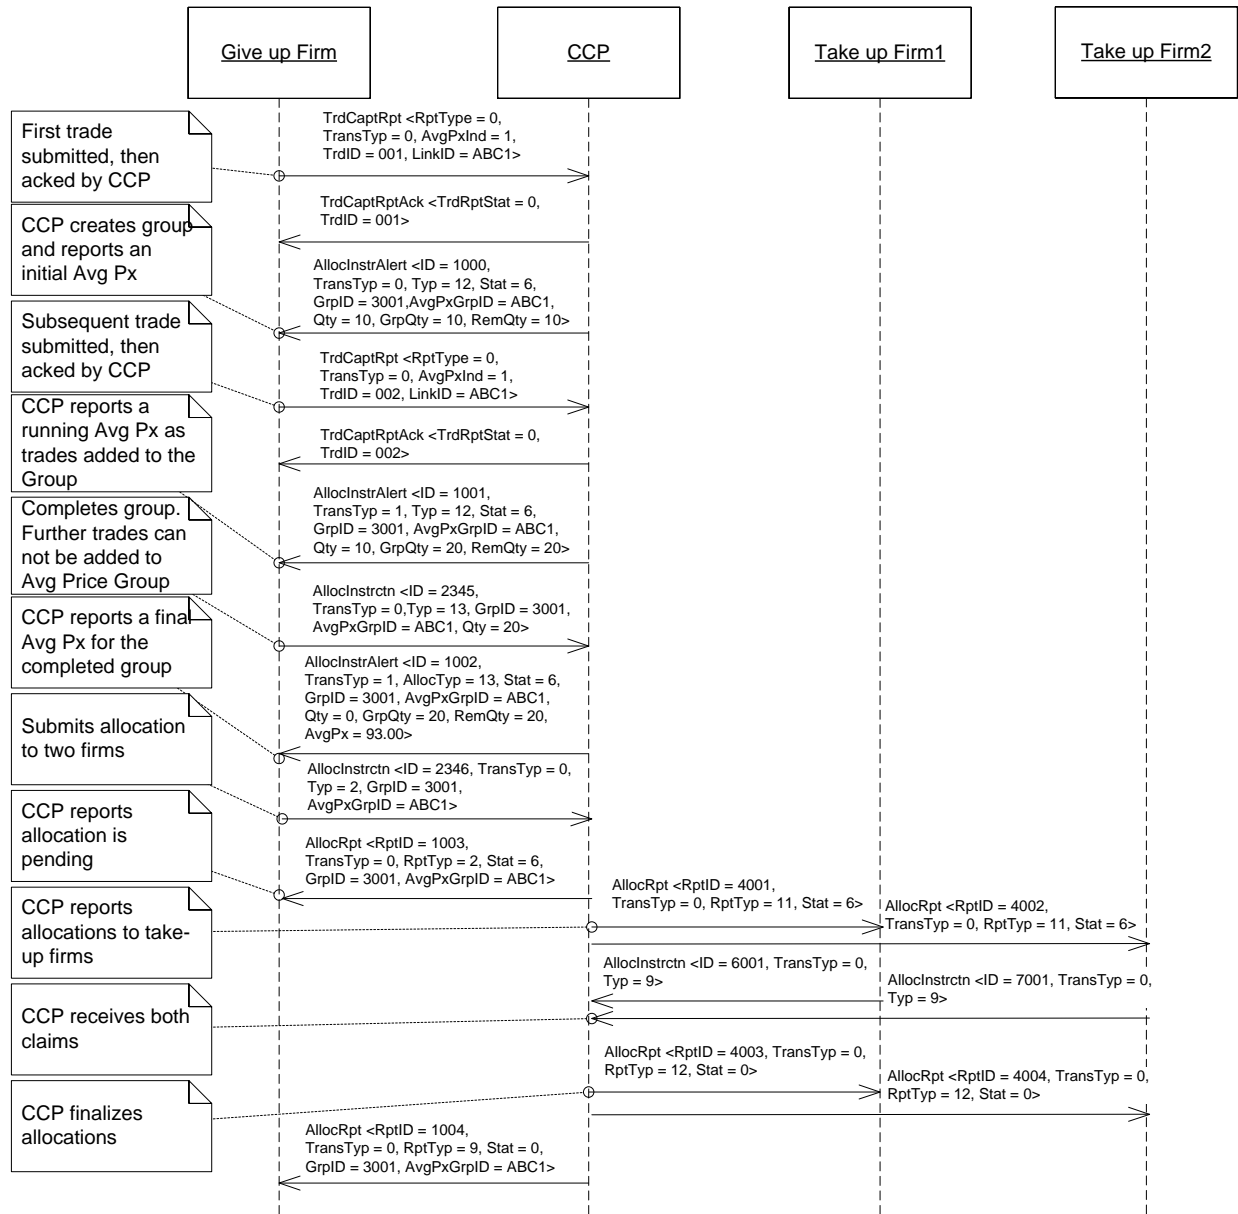 Give up Firm
CCP
Take up Firm1
Take up Firm2
First trade
submitted, then
acked by CCP
TrdCaptRpt <RptType = 0,
TransTyp = 0, AvgPxInd = 1,
TrdID = 001, LinkID = ABC1>
TrdCaptRptAck <TrdRptStat = 0,
TrdID = 001>
CCP creates group
and reports an
initial Avg Px
AllocInstrAlert <ID = 1000,
TransTyp = 0, Typ = 12, Stat = 6,
GrpID = 3001,AvgPxGrpID = ABC1,
Qty = 10, GrpQty = 10, RemQty = 10>
Subsequent trade
submitted, then
acked by CCP
TrdCaptRpt <RptType = 0,
TransTyp = 0, AvgPxInd = 1,
TrdID = 002, LinkID = ABC1>
CCP reports a
running Avg Px as
trades added to the
Group
TrdCaptRptAck <TrdRptStat = 0,
TrdID = 002>
AllocInstrAlert <ID = 1001,
TransTyp = 1, Typ = 12, Stat = 6,
GrpID = 3001, AvgPxGrpID = ABC1,
Qty = 10, GrpQty = 20, RemQty = 20>
Completes group.
Further trades can
not be added to
Avg Price Group
AllocInstrctn <ID = 2345,
TransTyp = 0,Typ = 13, GrpID = 3001,
AvgPxGrpID = ABC1, Qty = 20>
CCP reports a final
Avg Px for the
completed group
AllocInstrAlert <ID = 1002,
TransTyp = 1, AllocTyp = 13, Stat = 6,
GrpID = 3001, AvgPxGrpID = ABC1,
Qty = 0, GrpQty = 20, RemQty = 20,
AvgPx = 93.00>
Submits allocation
to two firms
AllocInstrctn <ID = 2346, TransTyp = 0,
Typ = 2, GrpID = 3001,
AvgPxGrpID = ABC1>
CCP reports
allocation is
pending
AllocRpt <RptID = 1003,
TransTyp = 0, RptTyp = 2, Stat = 6,
GrpID = 3001, AvgPxGrpID = ABC1>
CCP reports
allocations to take-
up firms
AllocRpt <RptID = 4001,
TransTyp = 0, RptTyp = 11, Stat = 6>
AllocRpt <RptID = 4002,
TransTyp = 0, RptTyp = 11, Stat = 6>
CCP receives both
claims
AllocInstrctn <ID = 6001, TransTyp = 0,
Typ = 9>
AllocInstrctn <ID = 7001, TransTyp = 0,
Typ = 9>
CCP finalizes
allocations
AllocRpt <RptID = 4003, TransTyp = 0,
RptTyp = 12, Stat = 0>
AllocRpt <RptID = 4004, TransTyp = 0,
RptTyp = 12, Stat = 0>
AllocRpt <RptID = 1004,
TransTyp = 0, RptTyp = 9, Stat = 0,
GrpID = 3001, AvgPxGrpID = ABC1>